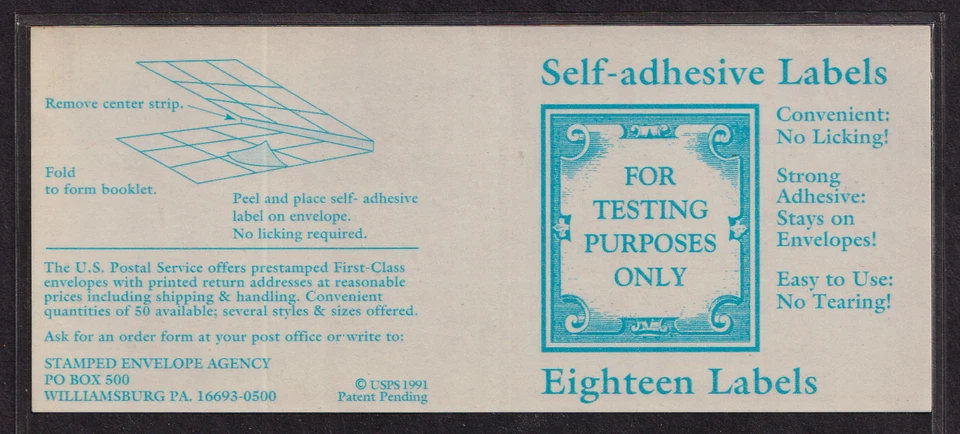 Remove center strip.
Fold
to form booklet.
Peel and place self- adhesive
label on envelope.
No licking required.
The U.S. Postal Service offers prestamped First-Class
envelopes with printed return addresses at reasonable
prices including shipping & handling. Convenient
quantities of 50 available; several styles & sizes offered.
Ask for an order form at your post office or write to:
STAMPED ENVELOPE AGENCY
PO BOX 500
WILLIAMSBURG PA. 16693-0500
© USPS 1991
Patent Pending
Self-adhesive Labels
FOR
TESTING
PURPOSES
ONLY
Convenient:
No Licking!
Strong
Adhesive:
Stays on
Envelopes!
Easy to Use:
No Tearing!
Eighteen Labels